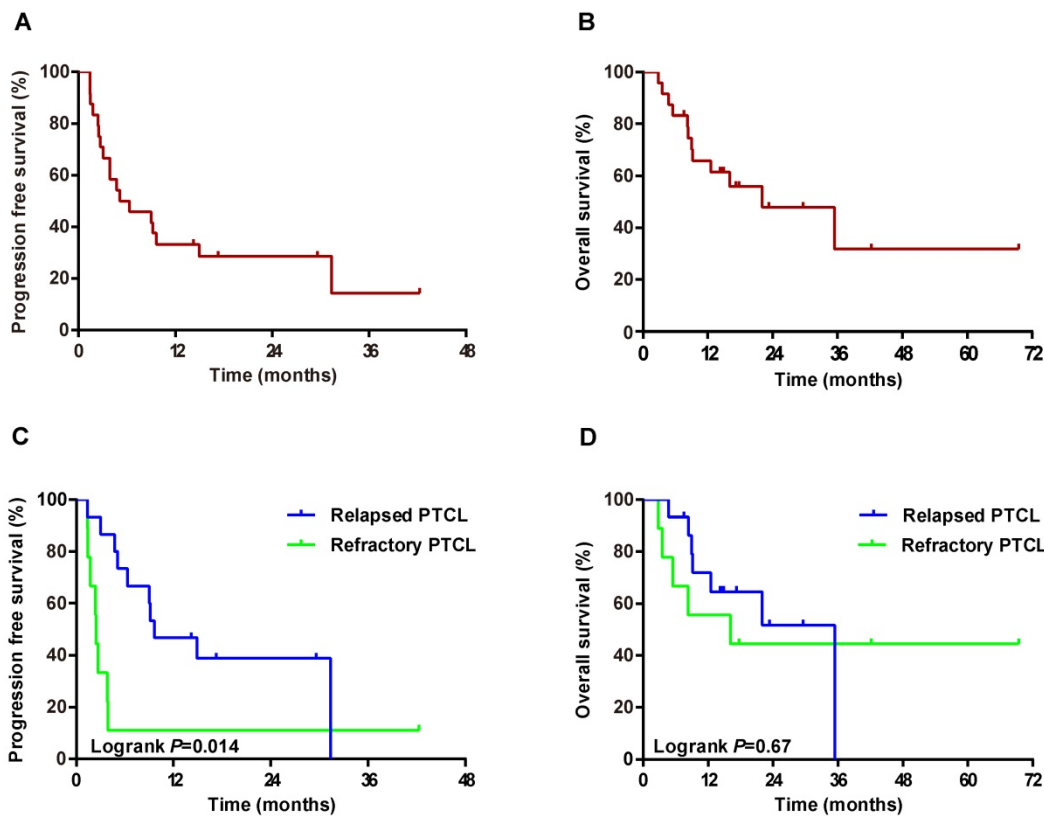 A
Progression free survival (%)
100
80
60
40
20
0
0 12 24 36 48
Time (months)
B
Overall survival (%)
100
80
60
40
20
0
0 12 24 36 48 60 72
Time (months)
C
Progression free survival (%)
100
80
60
40
20
0
Relapsed PTCL
Refractory PTCL
Logrank P=0.014
0 12 24 36 48
Time (months)
D
Overall survival (%)
100
80
60
40
20
0
Relapsed PTCL
Refractory PTCL
Logrank P=0.67
0 12 24 36 48 60 72
Time (months)